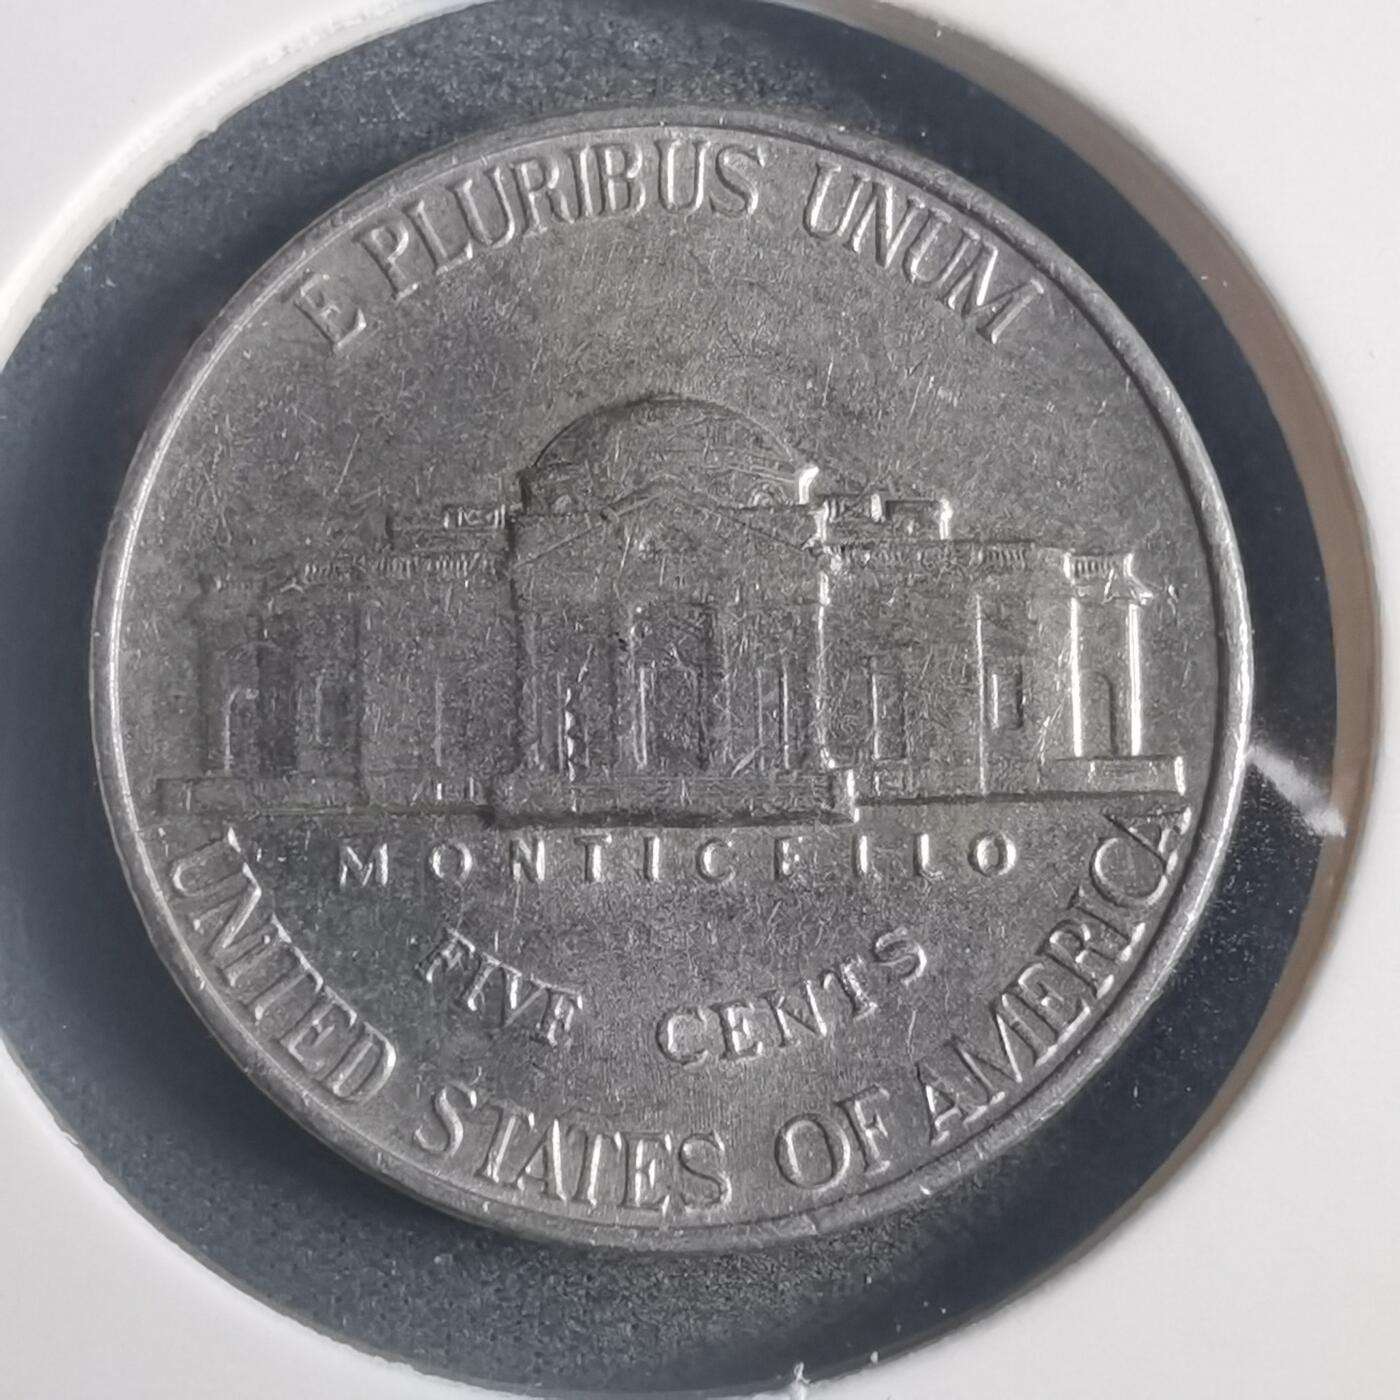 E PLURIBUS UNUM
MONTICELLO
FIVE CENTS
UNITED STATES OF AMERICA